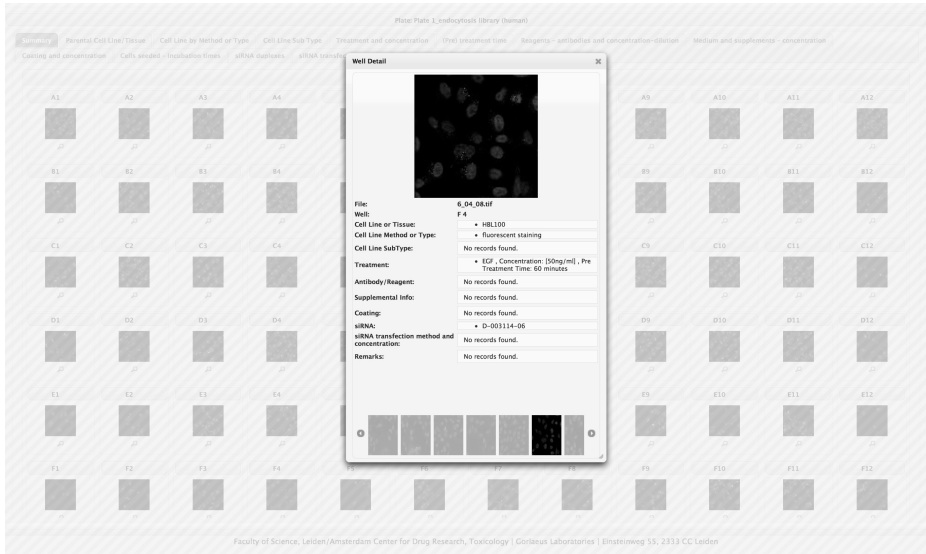 Plate: Plate 1_endocytosis library (human)
Summary Parental Cell Line/Tissue Cell Line by Method or Type Cell Line Sub Type Treatment and concentration (Pre) treatment time Reagents - antibodies and concentration-dilution Medium and supplements - concentration
Coating and concentration Cells seeded - incubation times siRNA duplexes siRNA transfe
Well Detail
A1 A2 A3 A4 A9 A10 A11 A12
B1 B2 B3 B4 B9 B10 B11 B12
File: 6_04_08.tif
Well: F 4
Cell Line or Tissue: • HBL100
Cell Line Method or Type: • fluorescent staining
Cell Line SubType: No records found.
C1 C2 C3 C4 C9 C10 C11 C12
Treatment: • EGF , Concentration: [50ng/ml] , Pre
Treatment Time: 60 minutes
Antibody/Reagent: No records found.
Supplemental Info: No records found.
Coating: No records found.
D1 D2 D3 D4 D9 D10 D11 D12
siRNA: • D-003114-06
siRNA transfection method and
concentration: No records found.
Remarks: No records found.
E1 E2 E3 E4 E9 E10 E11 E12
F1 F2 F3 F4 F5 F6 F7 F8 F9 F10 F11 F12
Faculty of Science, Leiden/Amsterdam Center for Drug Research, Toxicology | Gorlaeus Laboratories | Einsteinweg 55, 2333 CC Leiden